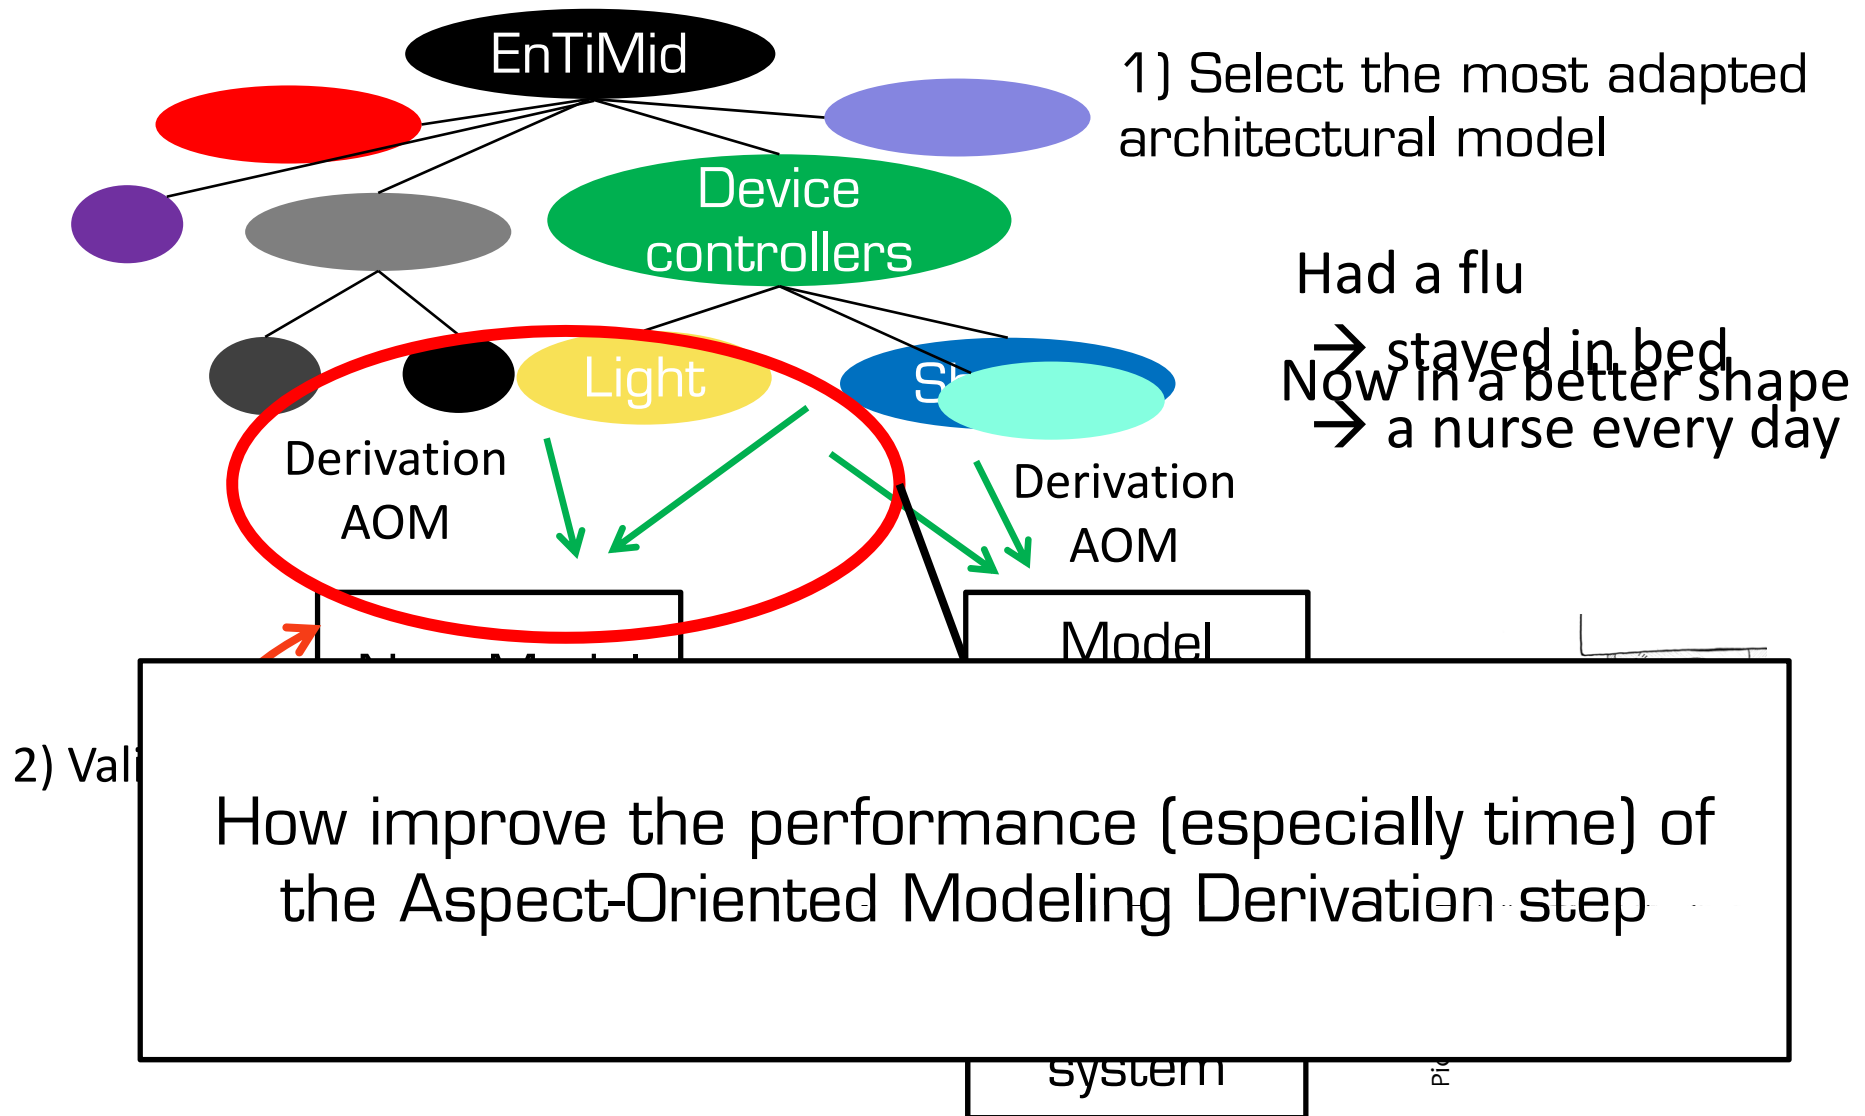 EnTiMid
1) Select the most adapted
architectural model
Device
controllers
Had a flu
→ stayed in bed
Now in a better shape
→ a nurse every day
Light
Derivation
AOM
Derivation
AOM
Model
2)
How improve the performance (especially time) of
the Aspect-Oriented Modeling Derivation step
system